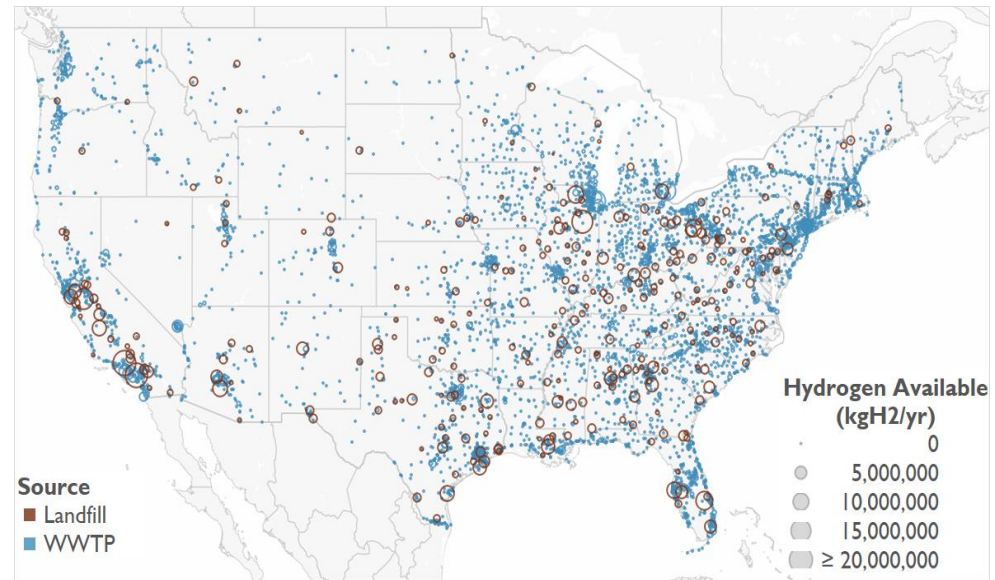 Hydrogen Available
(kgH2/yr)
0
5,000,000
10,000,000
15,000,000
≥ 20,000,000
Source
Landfill
WWTP